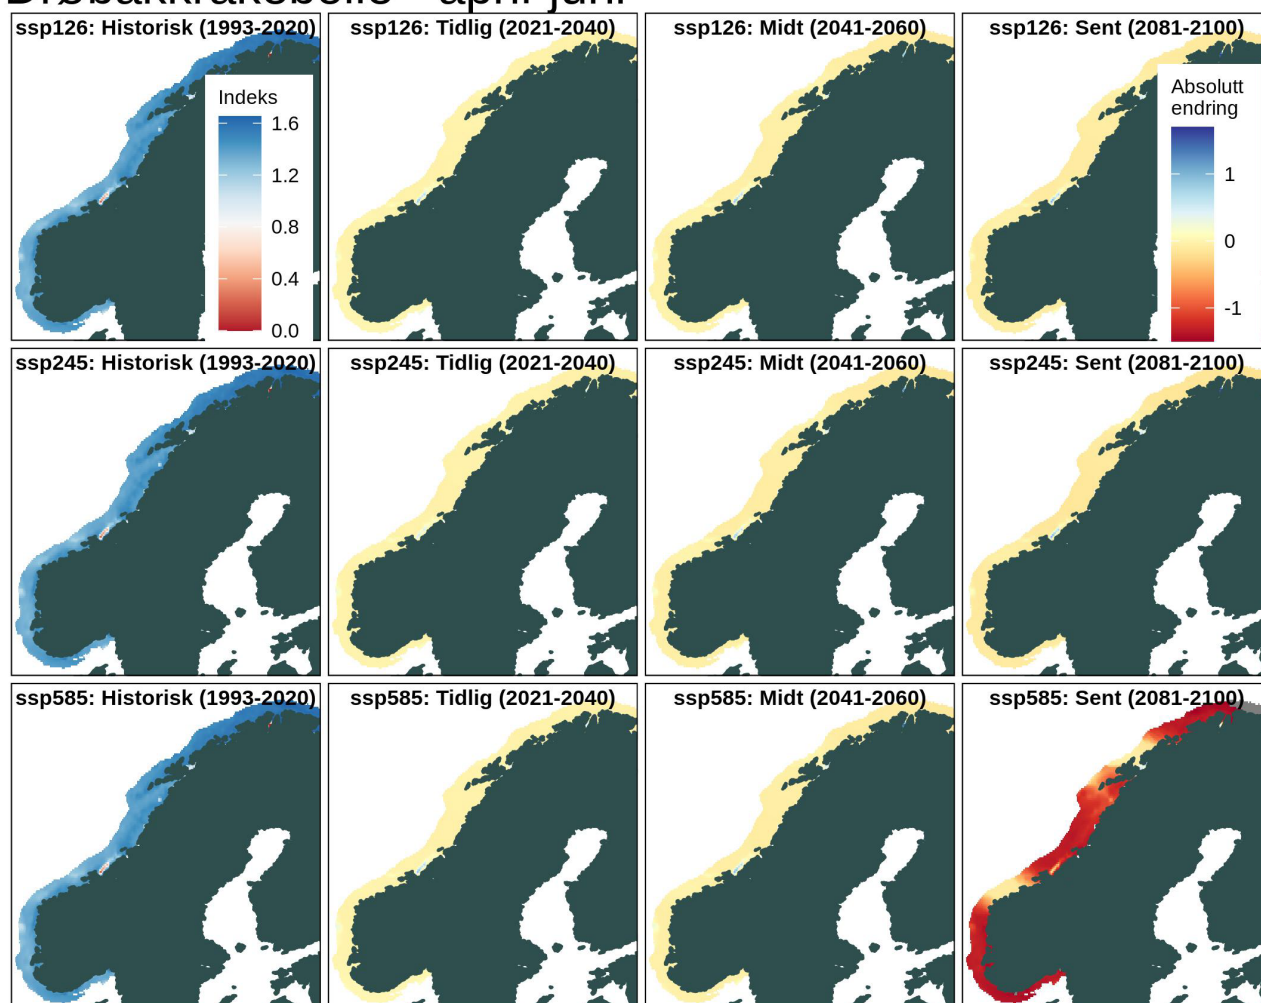 Drøbakkråkebolle - april-juni
ssp126: Historisk (1993-2020)
ssp126: Tidlig (2021-2040)
ssp126: Midt (2041-2060)
ssp126: Sent (2081-2100)
Indeks
1.6
1.2
0.8
0.4
0.0
Absolutt
endring
1
0
-1
ssp245: Historisk (1993-2020)
ssp245: Tidlig (2021-2040)
ssp245: Midt (2041-2060)
ssp245: Sent (2081-2100)
ssp585: Historisk (1993-2020)
ssp585: Tidlig (2021-2040)
ssp585: Midt (2041-2060)
ssp585: Sent (2081-2100)